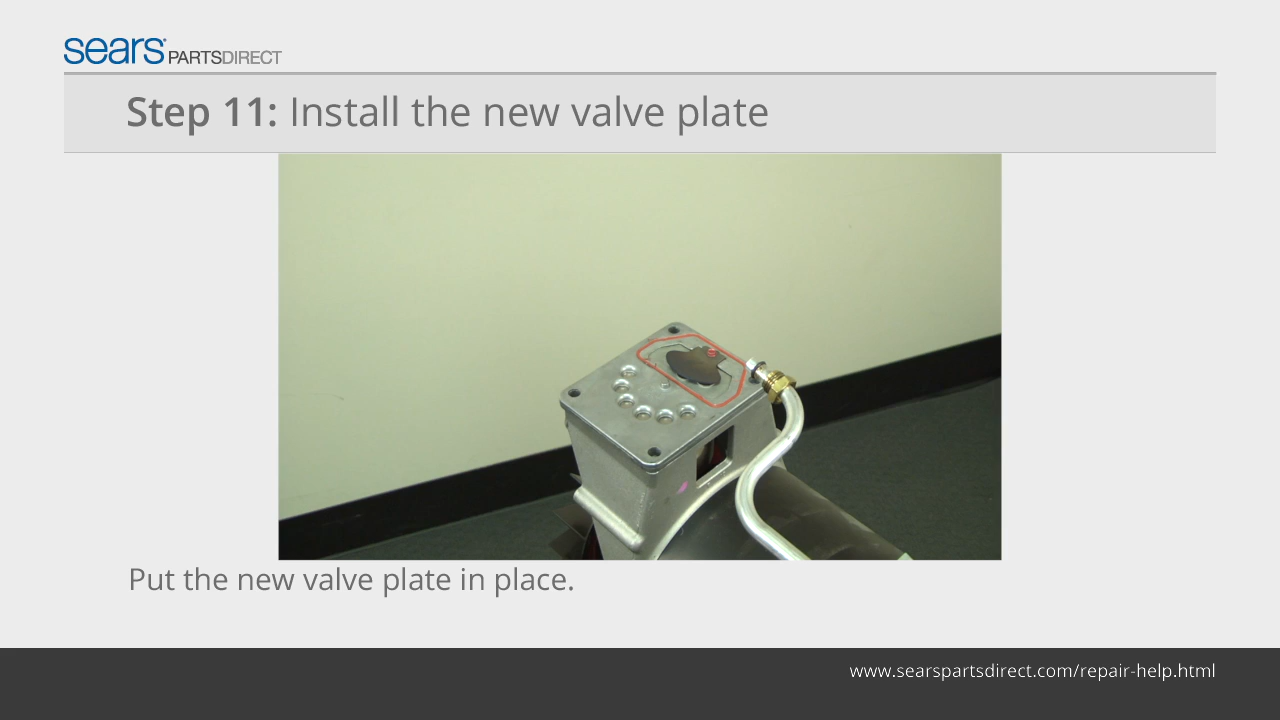 sears PARTSDIRECT
Step 11: Install the new valve plate
Put the new valve plate in place.
www.searspartsdirect.com/repair-help.html